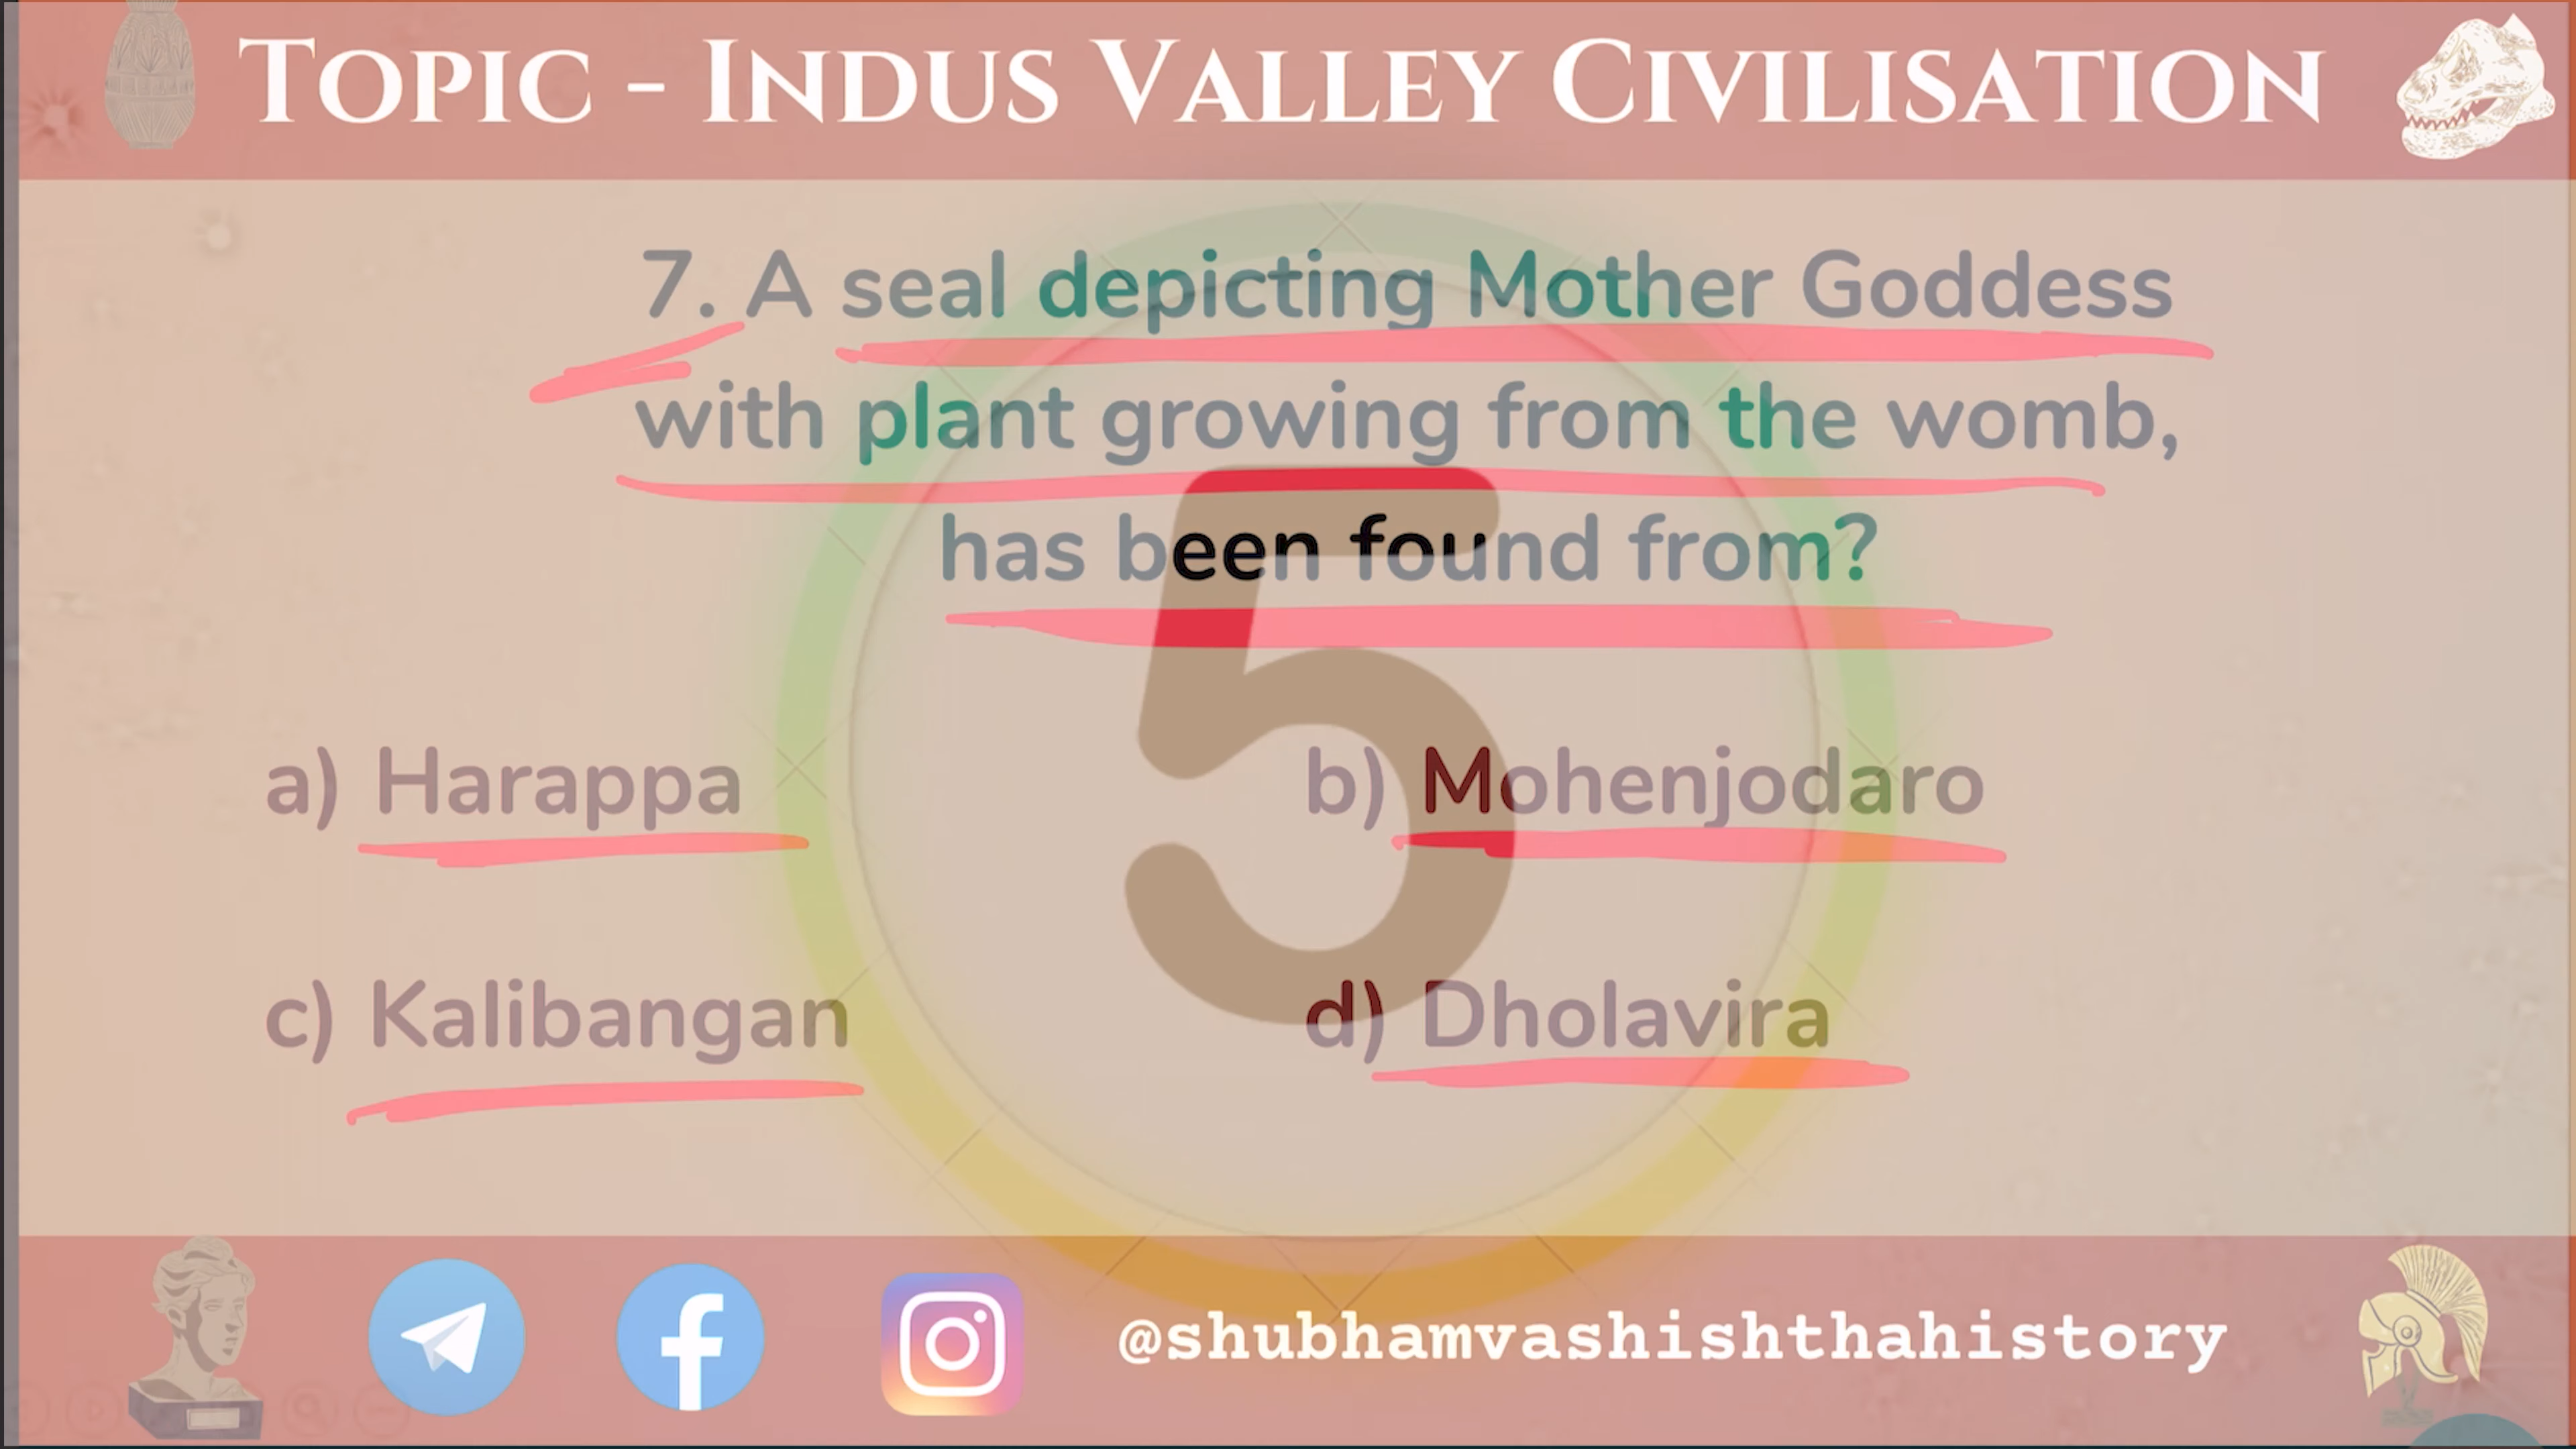 TOPIC - INDUS VALLEY CIVILISATION
7. A seal depicting Mother Goddess
with plant growing from the womb,
has been found from?
5
a) Harappa
b) Mohenjodaro
c) Kalibangan
d) Dholavira
@shubhamvashishthahistory